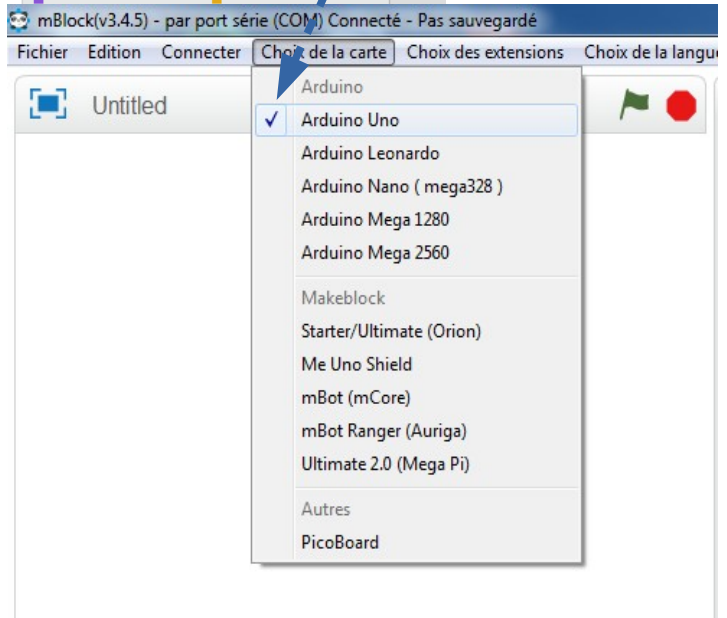 mBlock(v3.4.5) - par port série (COM) Connecté - Pas sauvegardé
Fichier Edition Connecter Choix de la carte Choix des extensions Choix de la langue
Untitled
Arduino
✓ Arduino Uno
Arduino Leonardo
Arduino Nano ( mega328 )
Arduino Mega 1280
Arduino Mega 2560
Makeblock
Starter/Ultimate (Orion)
Me Uno Shield
mBot (mCore)
mBot Ranger (Auriga)
Ultimate 2.0 (Mega Pi)
Autres
PicoBoard